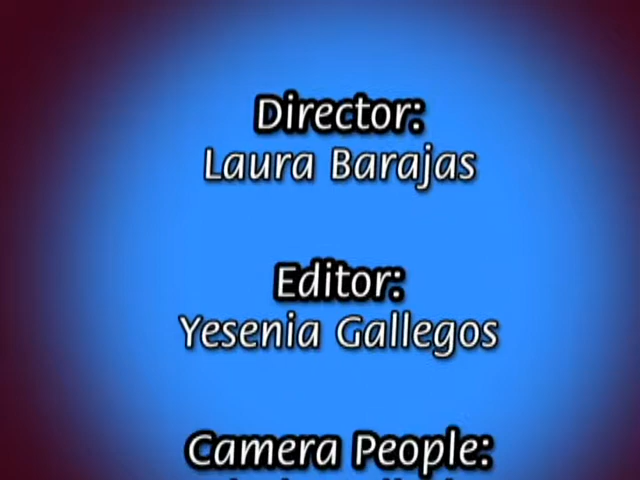 Director:
Laura Barajas
Editor:
Yesenia Gallegos
Camera People: